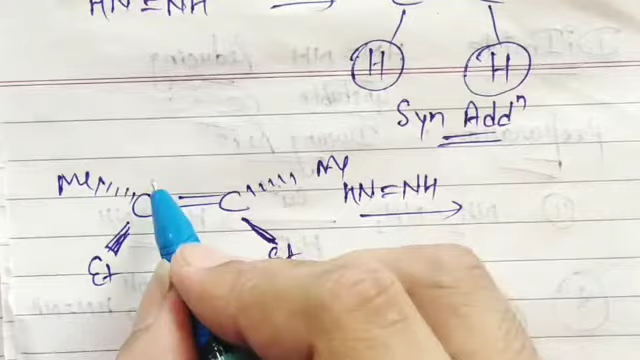 HN=NH
H H
Syn Addⁿ
Me C=C Me HN=NH
Et Et